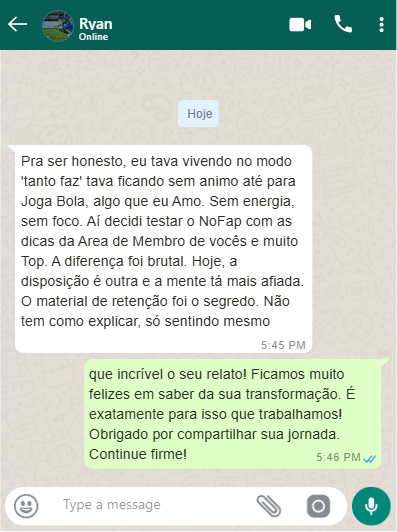 Ryan
Online
Hoje
Pra ser honesto, eu tava vivendo no modo
'tanto faz' tava ficando sem animo até para
Joga Bola, algo que eu Amo. Sem energia,
sem foco. Aí decidi testar o NoFap com as
dicas da Area de Membro de vocês e muito
Top. A diferença foi brutal. Hoje, a
disposição é outra e a mente tá mais afiada.
O material de retenção foi o segredo. Não
tem como explicar, só sentindo mesmo
5:45 PM
que incrível o seu relato! Ficamos muito
felizes em saber da sua transformação. É
exatamente para isso que trabalhamos!
Obrigado por compartilhar sua jornada.
Continue firme!
5:46 PM
Type a message